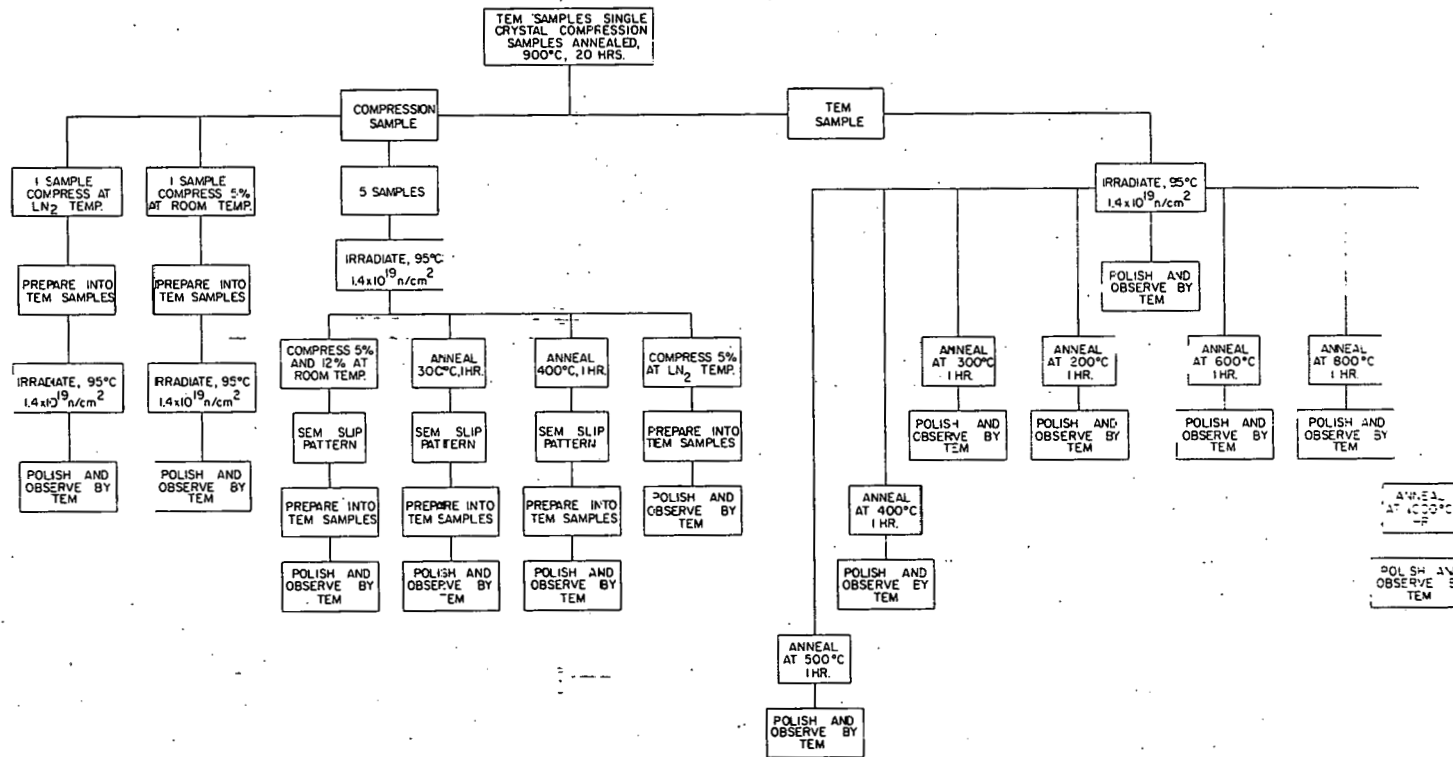 TEM SAMPLES SINGLE
CRYSTAL COMPRESSION
SAMPLES ANNEALED,
900°C, 20 HRS.
COMPRESSION
SAMPLE
TEM
SAMPLE
1 SAMPLE
COMPRESS AT
LN2 TEMP.
PREPARE INTO
TEM SAMPLES
IRRADIATE, 95°C
1.4x10^19 n/cm^2
POLISH AND
OBSERVE BY
TEM
1 SAMPLE
COMPRESS 5%
AT ROOM TEMP.
PREPARE INTO
TEM SAMPLES
IRRADIATE, 95°C
1.4x10^19 n/cm^2
POLISH AND
OBSERVE BY
TEM
5 SAMPLES
IRRADIATE, 95°C
1.4x10^19 n/cm^2
COMPRESS 5%
AND 12% AT
ROOM TEMP.
SEM SLIP
PATTERN
PREPARE INTO
TEM SAMPLES
POLISH AND
OBSERVE BY
TEM
ANNEAL
300°C, 1 HR.
SEM SLIP
PATTERN
PREPARE INTO
TEM SAMPLES
POLISH AND
OBSERVE BY
TEM
ANNEAL
400°C, 1 HR.
SEM SLIP
PATTERN
PREPARE INTO
TEM SAMPLES
POLISH AND
OBSERVE BY
TEM
COMPRESS 5%
AT LN2 TEMP.
PREPARE INTO
TEM SAMPLES
POLISH AND
OBSERVE BY
TEM
IRRADIATE, 95°C
1.4x10^19 n/cm^2
POLISH AND
OBSERVE BY
TEM
ANNEAL
AT 500°C
1 HR.
POLISH AND
OBSERVE BY
TEM
ANNEAL
AT 400°C
1 HR.
POLISH AND
OBSERVE BY
TEM
ANNEAL
AT 300°C
1 HR.
POLISH AND
OBSERVE BY
TEM
ANNEAL
AT 200°C
1 HR.
POLISH AND
OBSERVE BY
TEM
ANNEAL
AT 600°C
1 HR.
POLISH AND
OBSERVE BY
TEM
ANNEAL
AT 800°C
1 HR.
POLISH AND
OBSERVE BY
TEM
ANNEAL
AT
HR
POLISH AN
OBSERVE
TEM